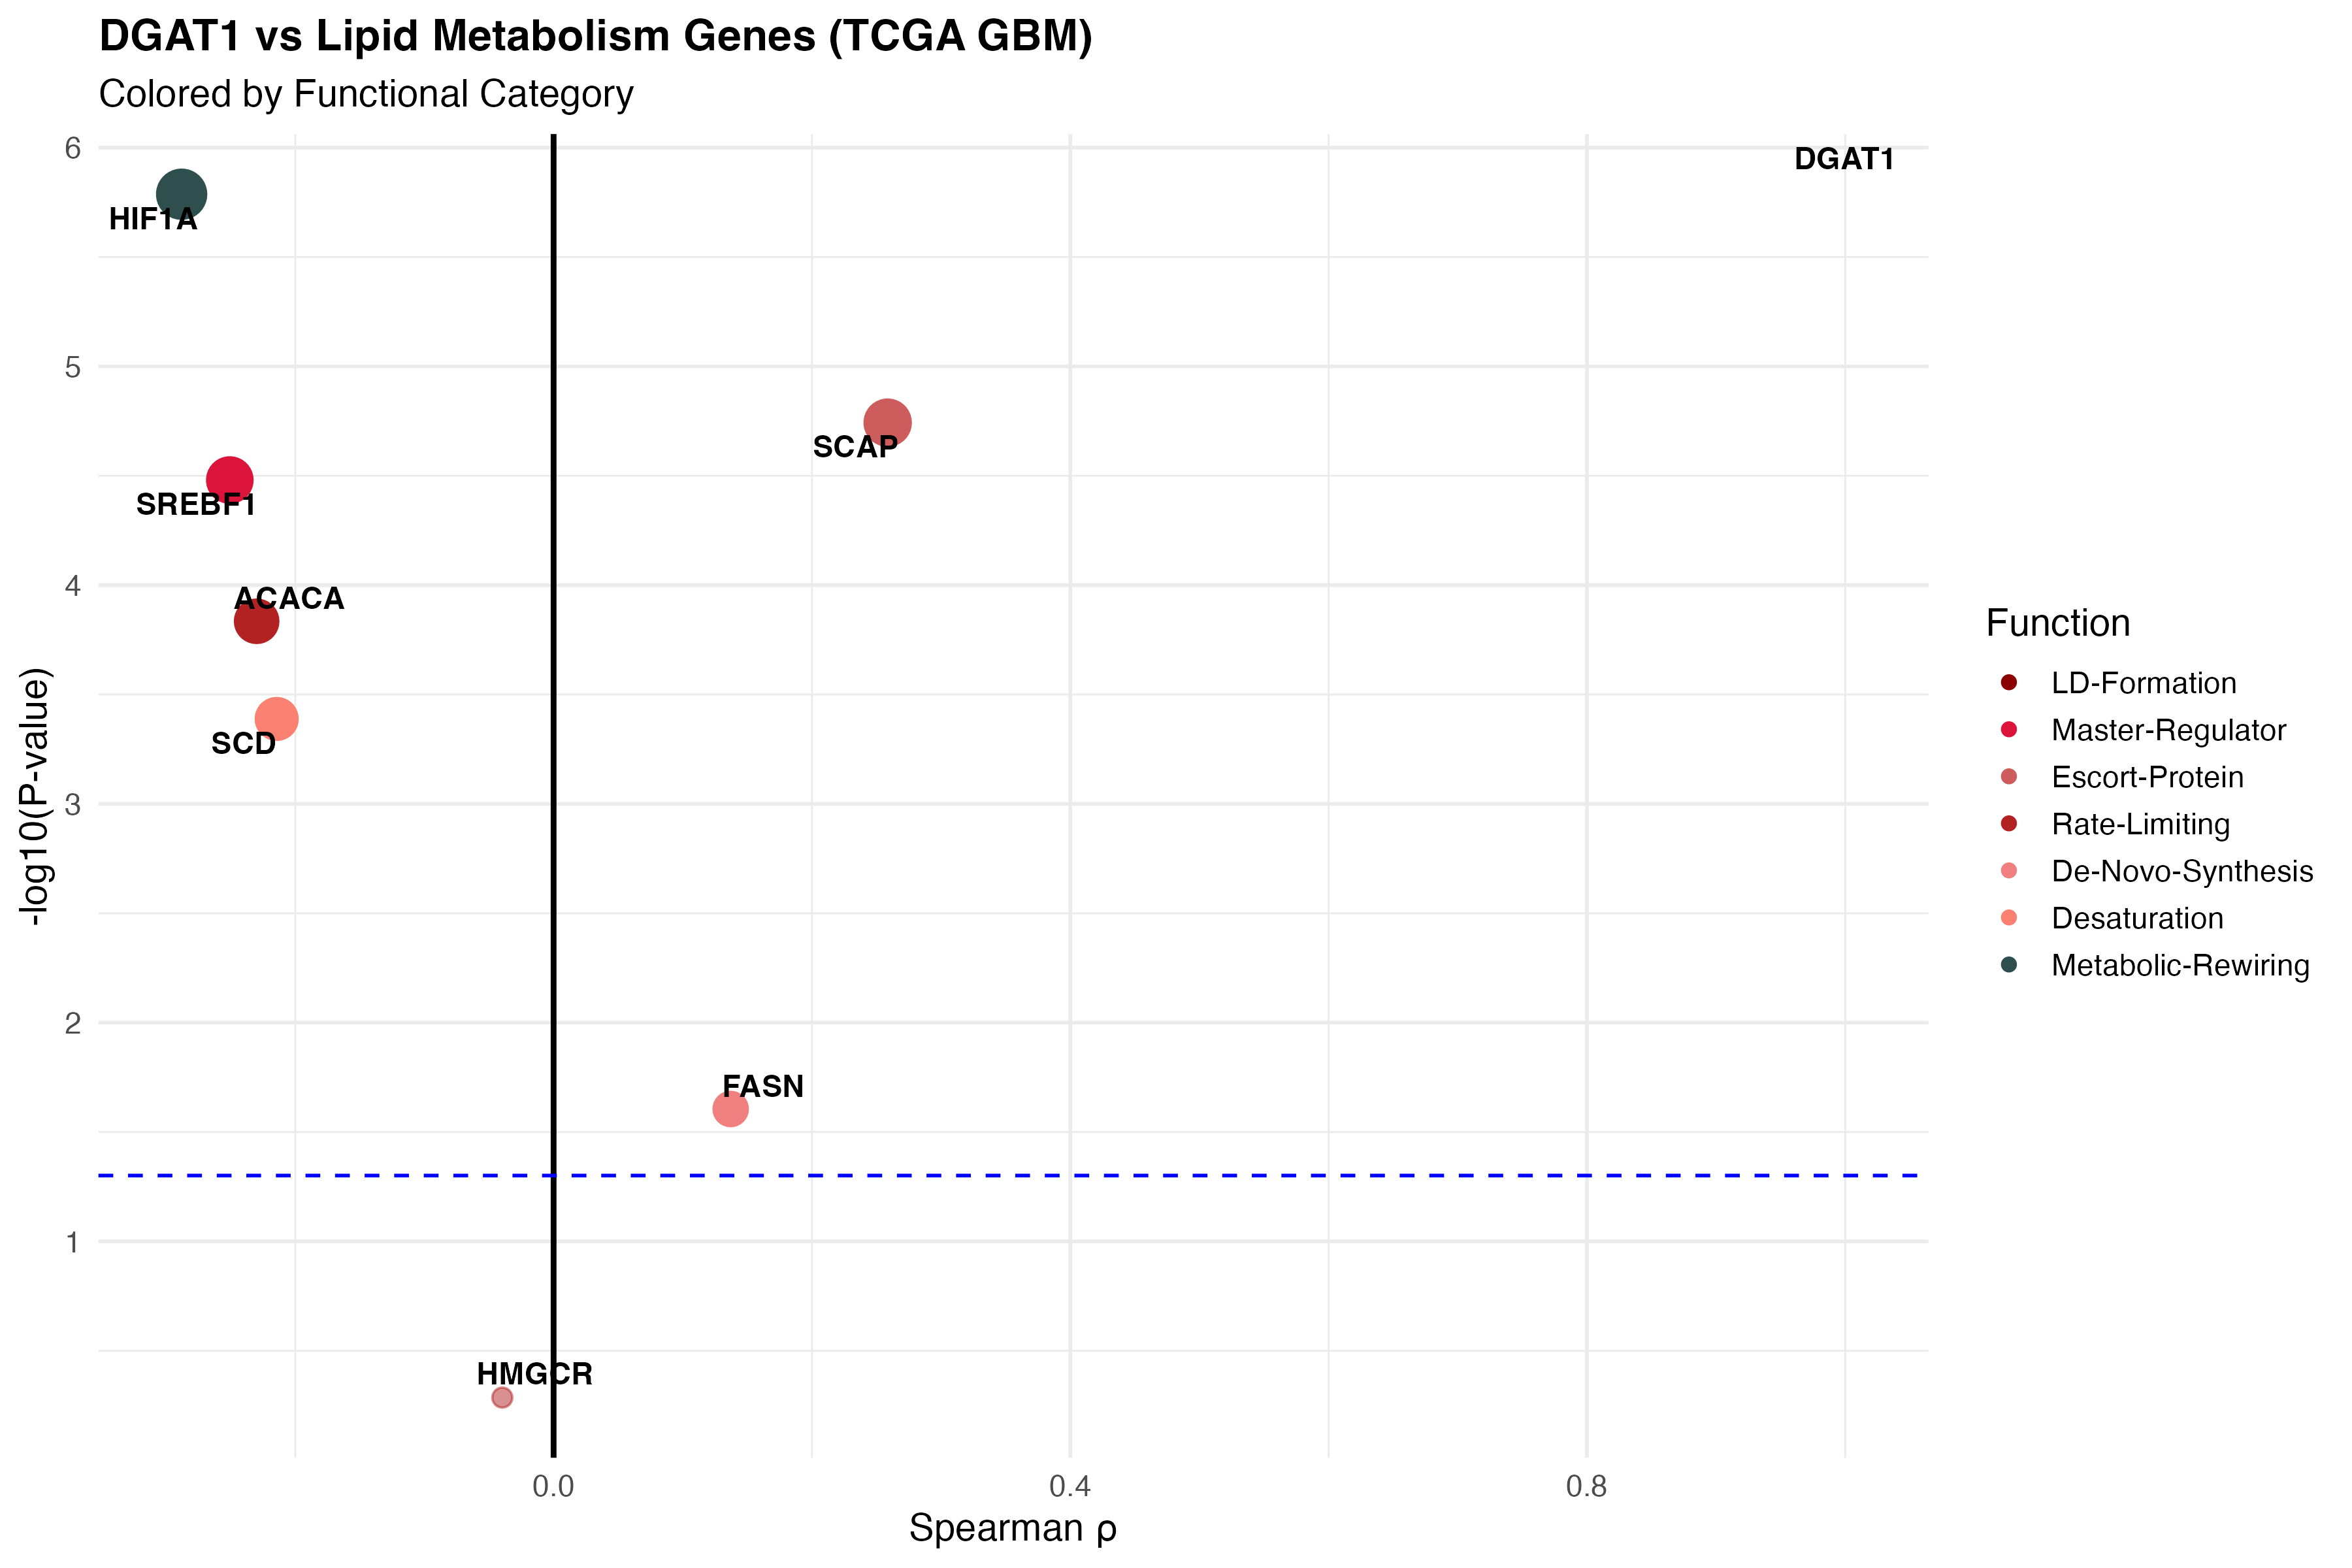 DGAT1 vs Lipid Metabolism Genes (TCGA GBM)
Colored by Functional Category
6
5
4
3
2
1
-log10(P-value)
DGAT1
HIF1A
SCAP
SREBF1
ACACA
SCD
FASN
HMGCR
0.0
0.4
0.8
Spearman ρ
Function
LD-Formation
Master-Regulator
Escort-Protein
Rate-Limiting
De-Novo-Synthesis
Desaturation
Metabolic-Rewiring